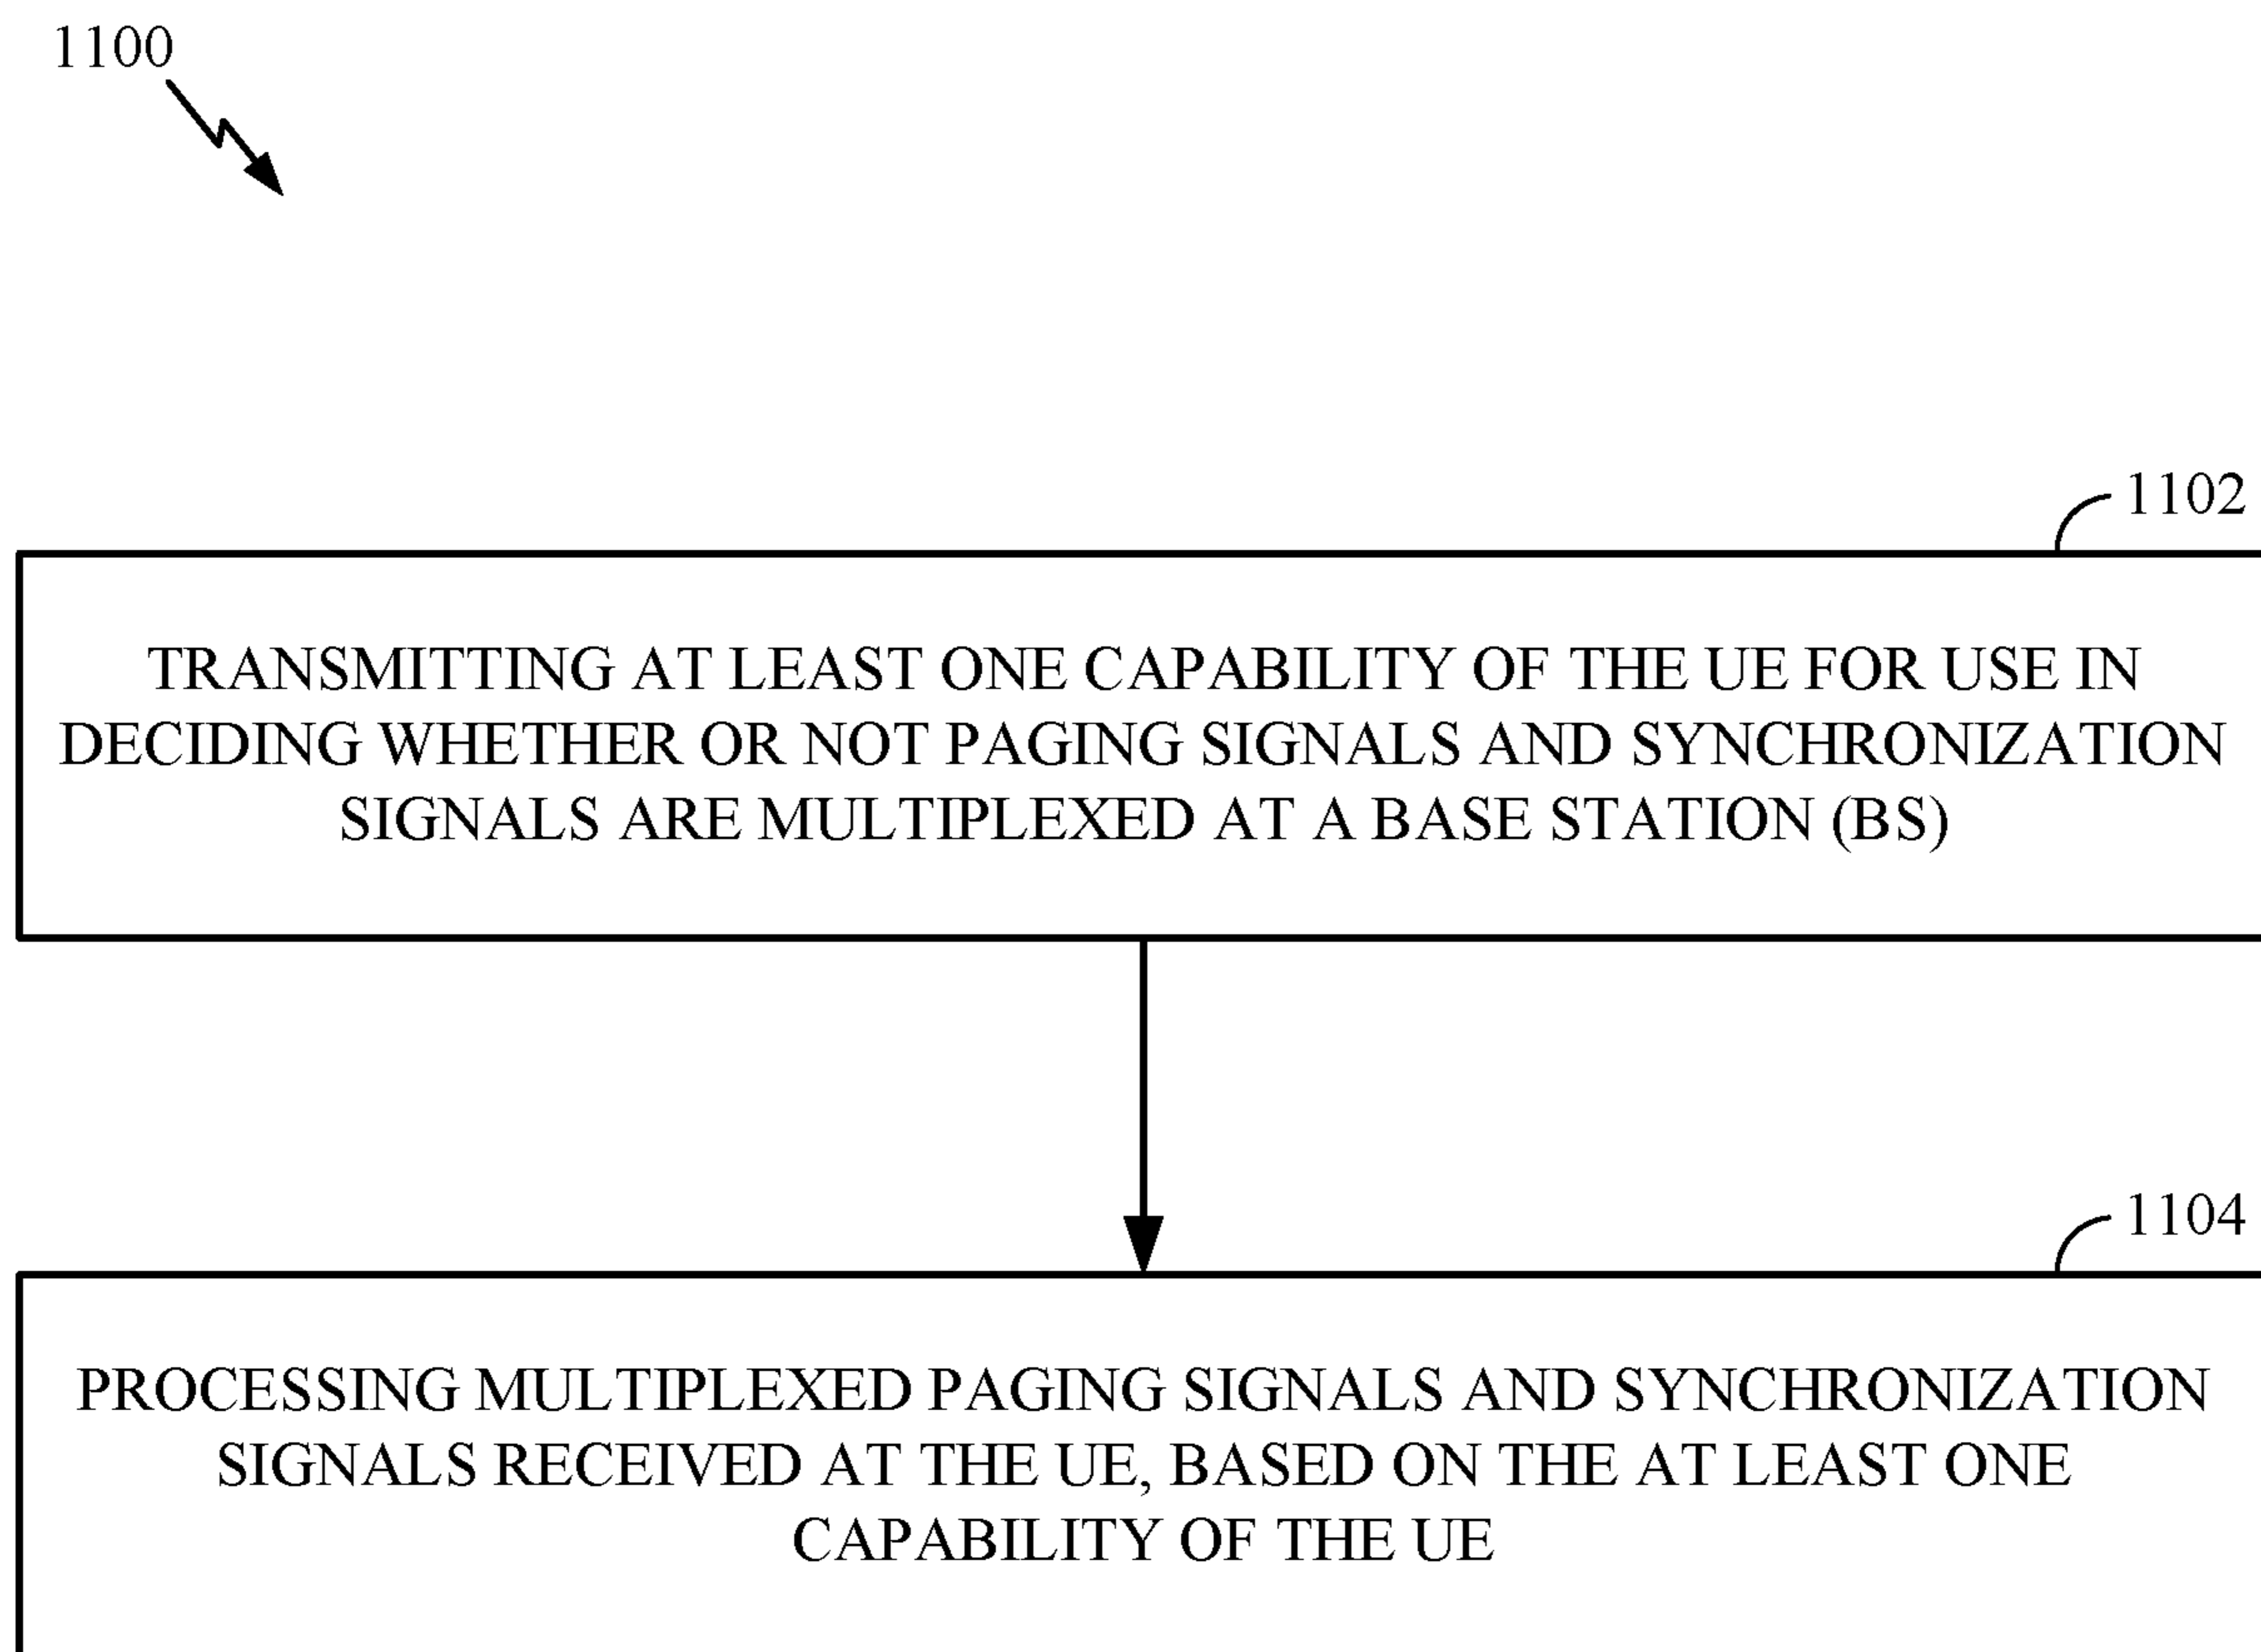 1100
1102
TRANSMITTING AT LEAST ONE CAPABILITY OF THE UE FOR USE IN
DECIDING WHETHER OR NOT PAGING SIGNALS AND SYNCHRONIZATION
SIGNALS ARE MULTIPLEXED AT A BASE STATION (BS)
1104
PROCESSING MULTIPLEXED PAGING SIGNALS AND SYNCHRONIZATION
SIGNALS RECEIVED AT THE UE, BASED ON THE AT LEAST ONE
CAPABILITY OF THE UE